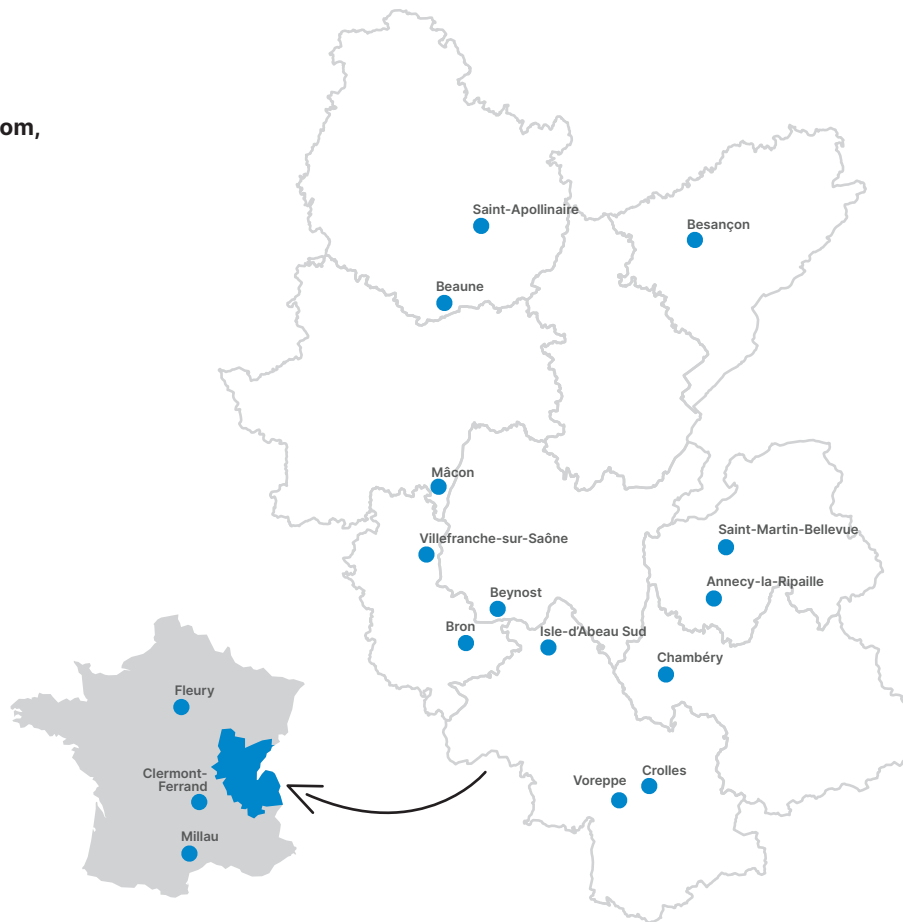 om,
Saint-Apollinaire
Besançon
Beaune
Mâcon
Villefranche-sur-Saône
Saint-Martin-Bellevue
Annecy-la-Ripaille
Beynost
Bron
Isle-d'Abeau Sud
Chambéry
Voreppe
Crolles
Fleury
Clermont-
Ferrand
Millau